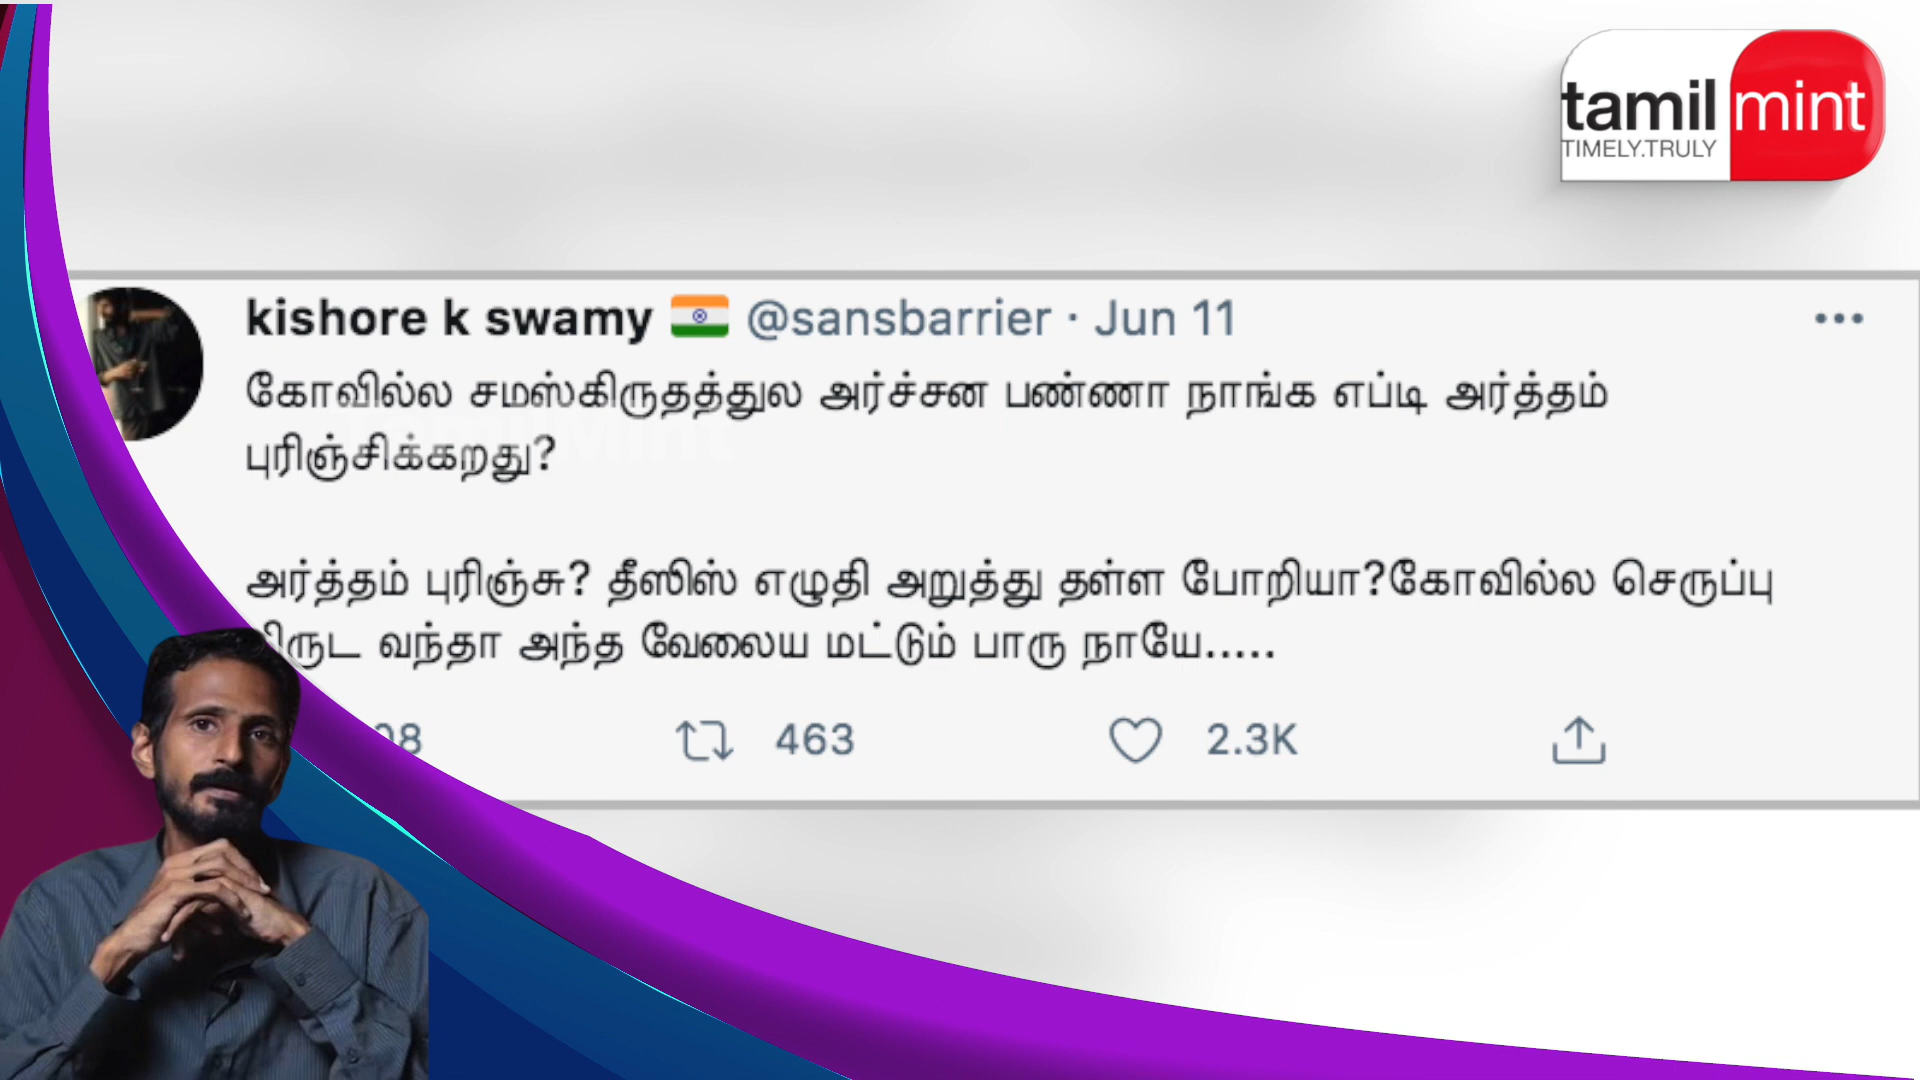 tamil mint
TIMELY.TRULY
kishore k swamy @sansbarrier · Jun 11
கோவில்ல சமஸ்கிருதத்துல அர்ச்சன பண்ணா நாங்க எப்டி அர்த்தம்
புரிஞ்சிக்கறது?
அர்த்தம் புரிஞ்சு? தீஸிஸ் எழுதி அறுத்து தள்ள போறியா?கோவில்ல செருப்பு
வந்தா அந்த வேலைய மட்டும் பாரு நாயே.....
463 2.3K